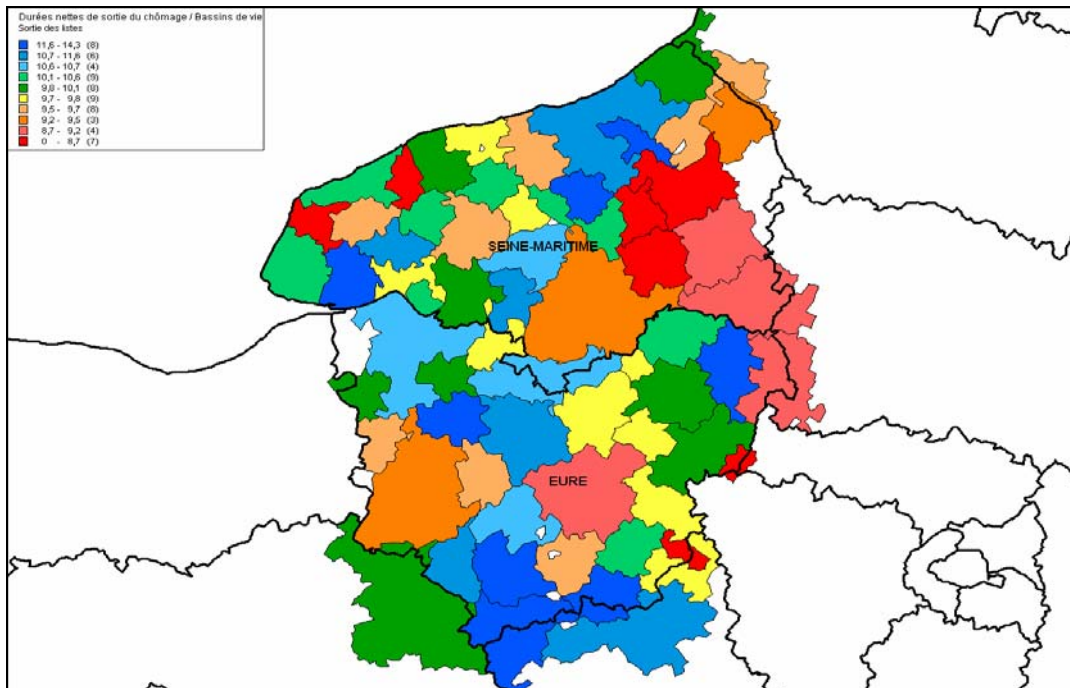 Durées nettes de sortie du chômage / Bassins de vie
Sortie des listes
11,6 - 14,3 (8)
10,7 - 11,6 (6)
10,6 - 10,7 (4)
10,1 - 10,6 (9)
9,8 - 10,1 (8)
9,7 - 9,8 (9)
9,5 - 9,7 (8)
9,2 - 9,5 (3)
8,7 - 9,2 (4)
0 - 8,7 (7)
SEINE-MARITIME
EURE